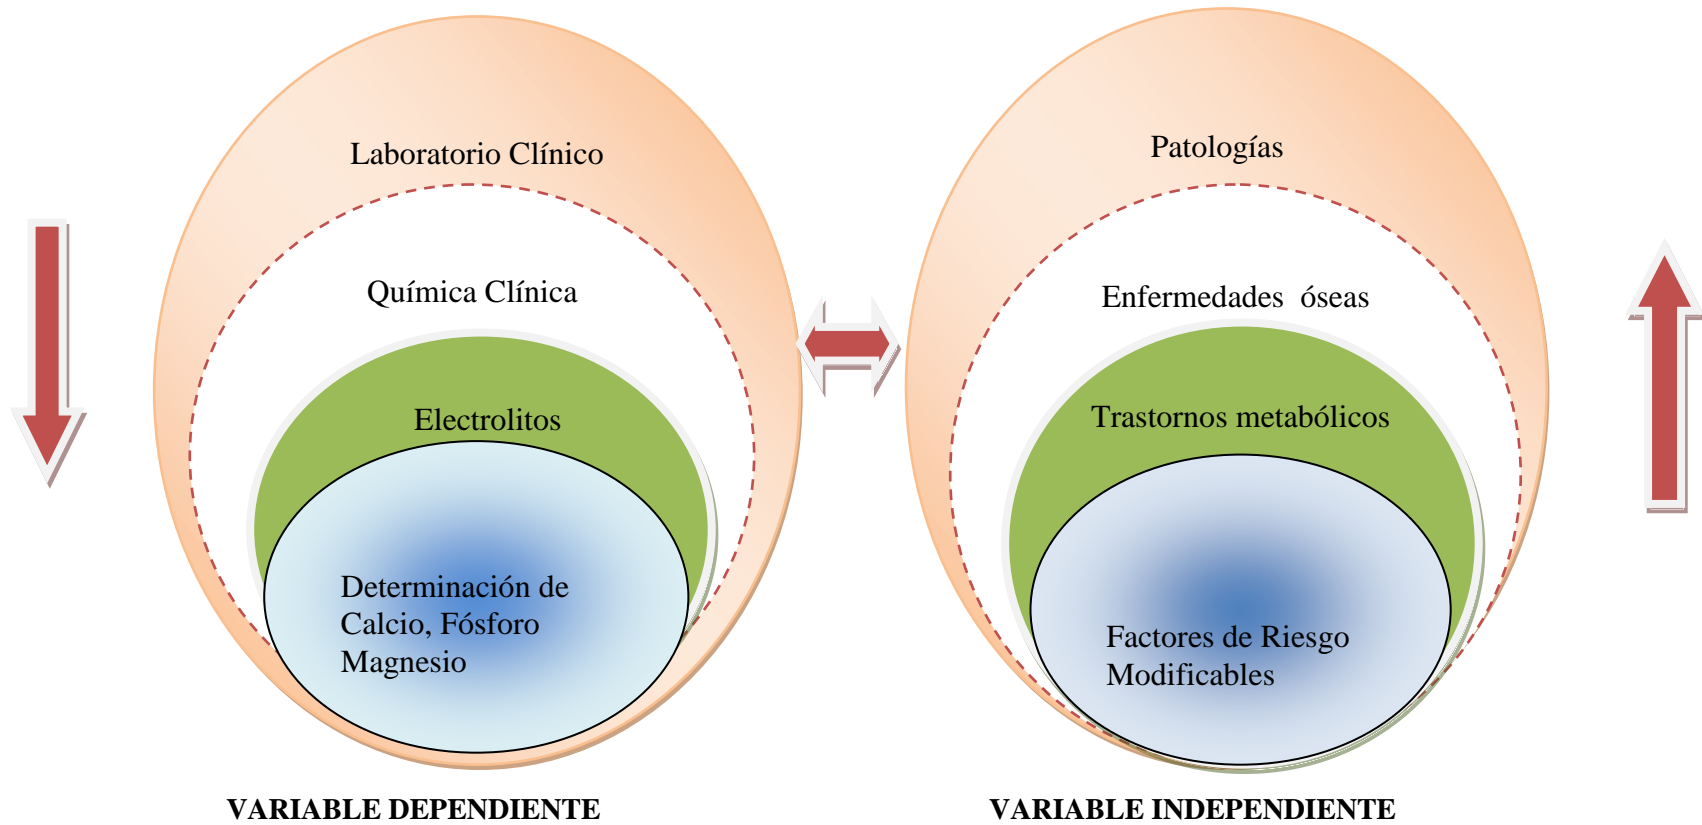 Laboratorio Clínico
Química Clínica
Electrolitos
Determinación de
Calcio, Fósforo
Magnesio
VARIABLE DEPENDIENTE
Patologías
Enfermedades  óseas
Trastornos metabólicos
Factores de Riesgo
Modificables
VARIABLE INDEPENDIENTE